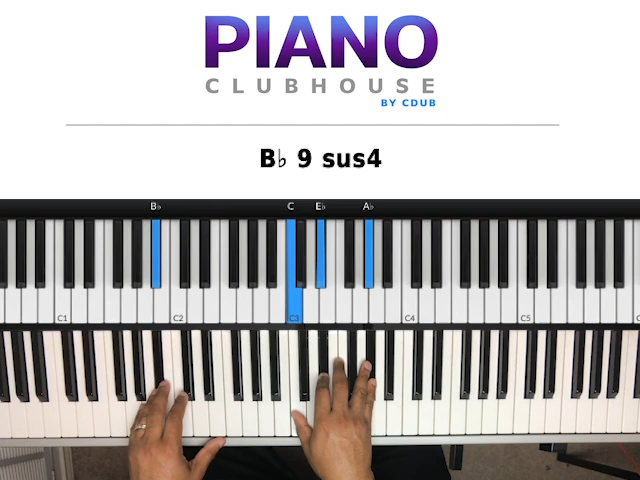 PIANO
CLUBHOUSE
BY CDUB
B♭ 9 sus4
B♭ C E♭ A♭
C1 C2 C3 C4 C5